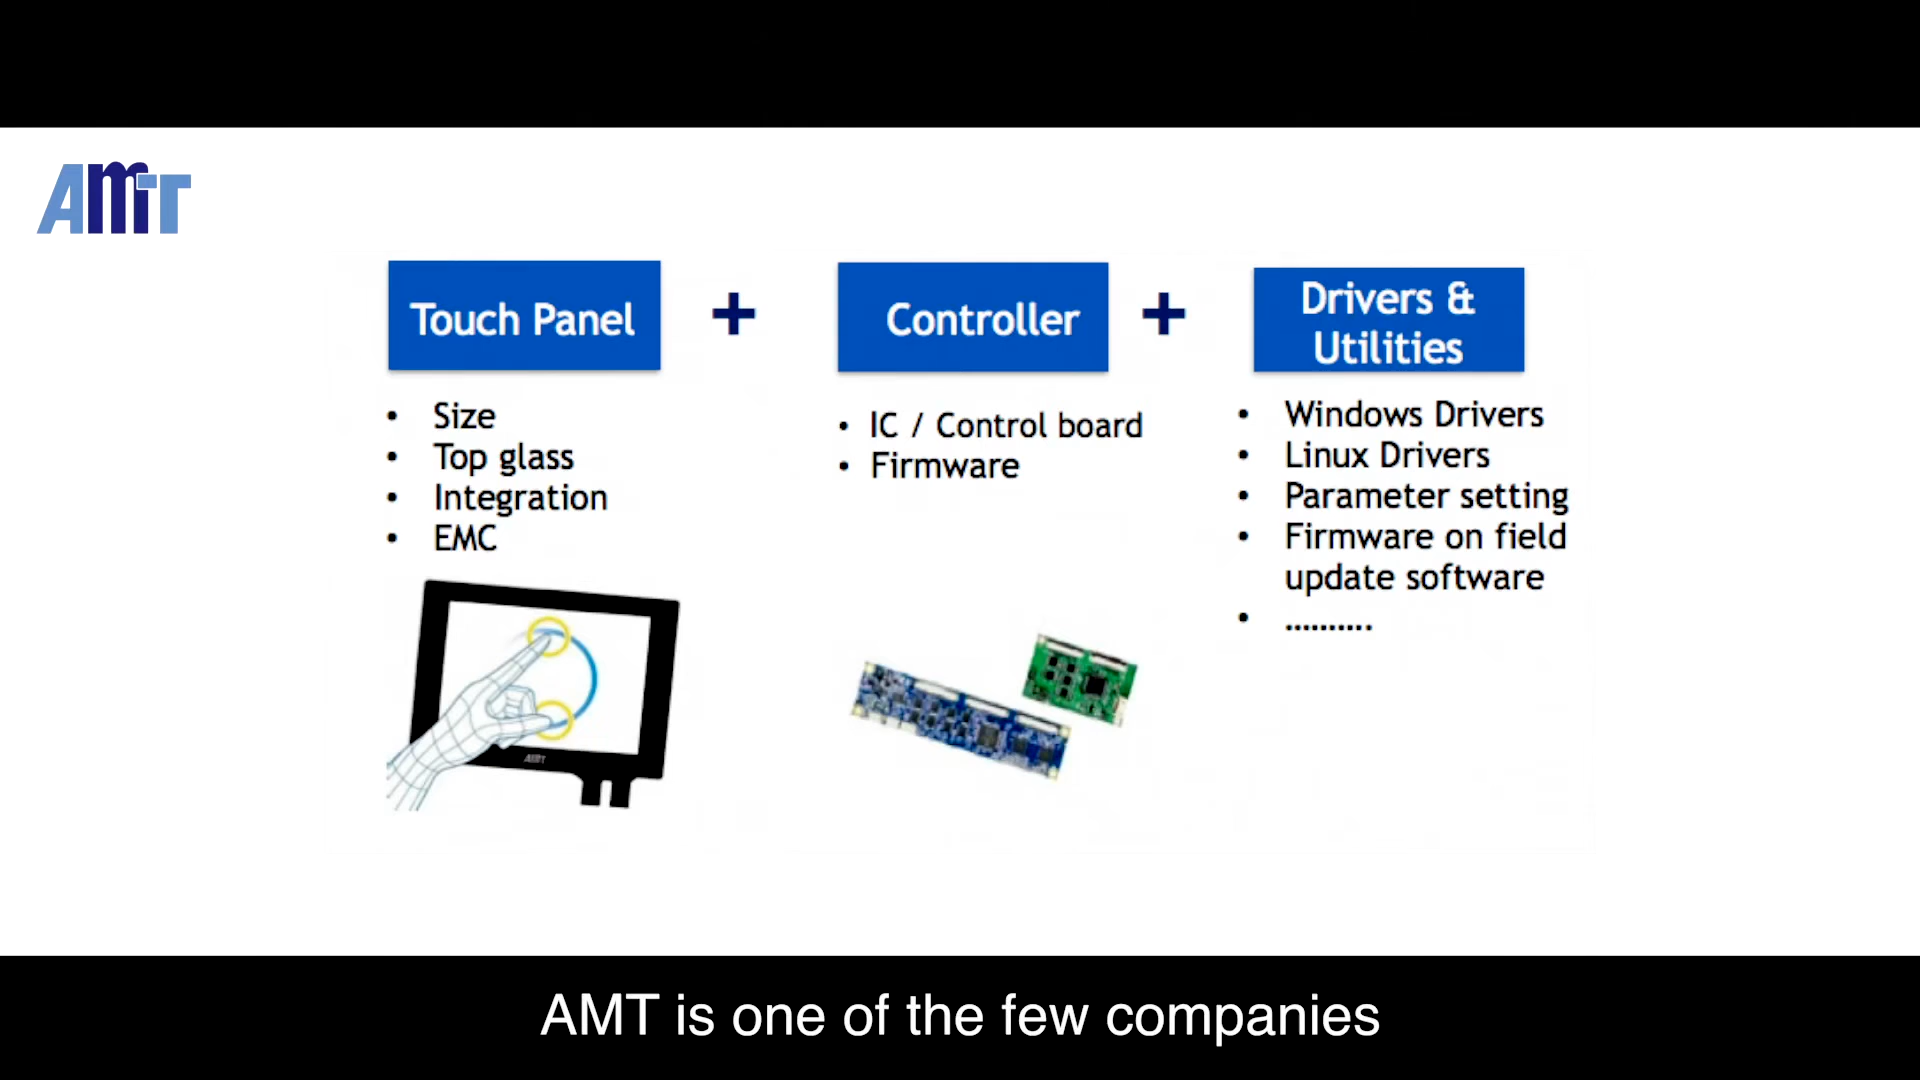 AMT
Touch Panel
+
Controller
+
Drivers &
Utilities
• Size
• Top glass
• Integration
• EMC
• IC / Control board
• Firmware
• Windows Drivers
• Linux Drivers
• Parameter setting
• Firmware on field
update software
• ..........
AMT
AMT is one of the few companies